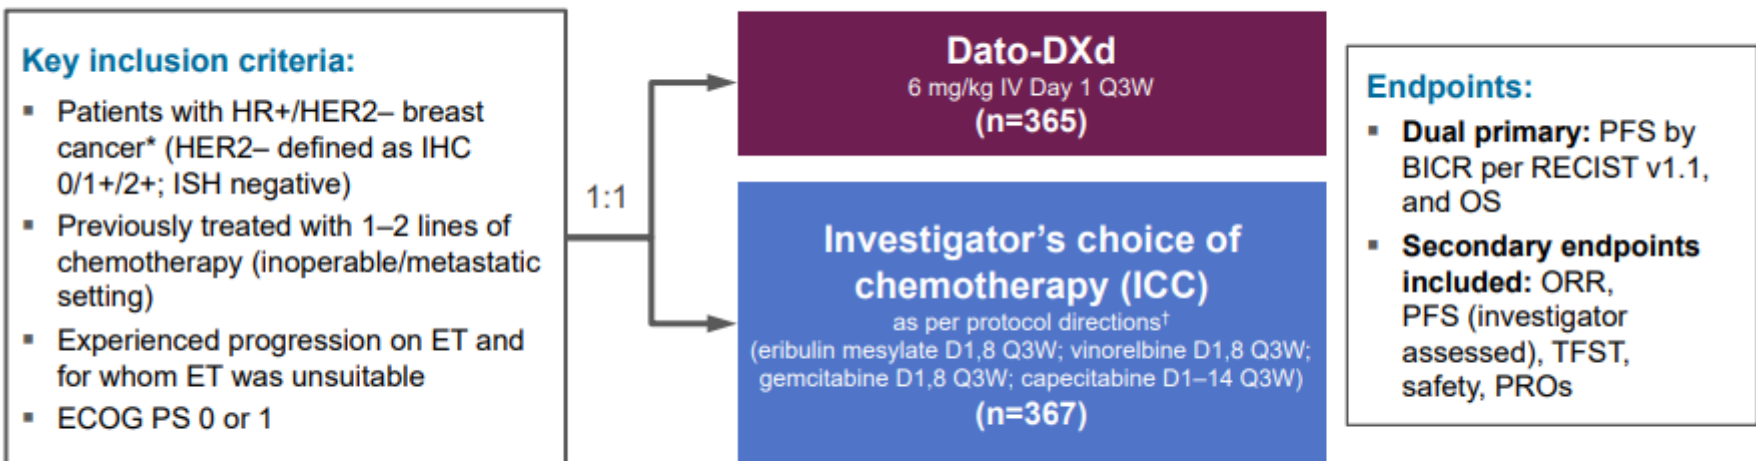 Key inclusion criteria:
▪ Patients with HR+/HER2– breast
cancer* (HER2– defined as IHC
0/1+/2+; ISH negative)
▪ Previously treated with 1–2 lines of
chemotherapy (inoperable/metastatic
setting)
▪ Experienced progression on ET and
for whom ET was unsuitable
▪ ECOG PS 0 or 1
1:1
Dato-DXd
6 mg/kg IV Day 1 Q3W
(n=365)
Investigator’s choice of
chemotherapy (ICC)
as per protocol directions†
(eribulin mesylate D1,8 Q3W; vinorelbine D1,8 Q3W;
gemcitabine D1,8 Q3W; capecitabine D1–14 Q3W)
(n=367)
Endpoints:
▪ Dual primary: PFS by
BICR per RECIST v1.1,
and OS
▪ Secondary endpoints
included: ORR,
PFS (investigator
assessed), TFST,
safety, PROs